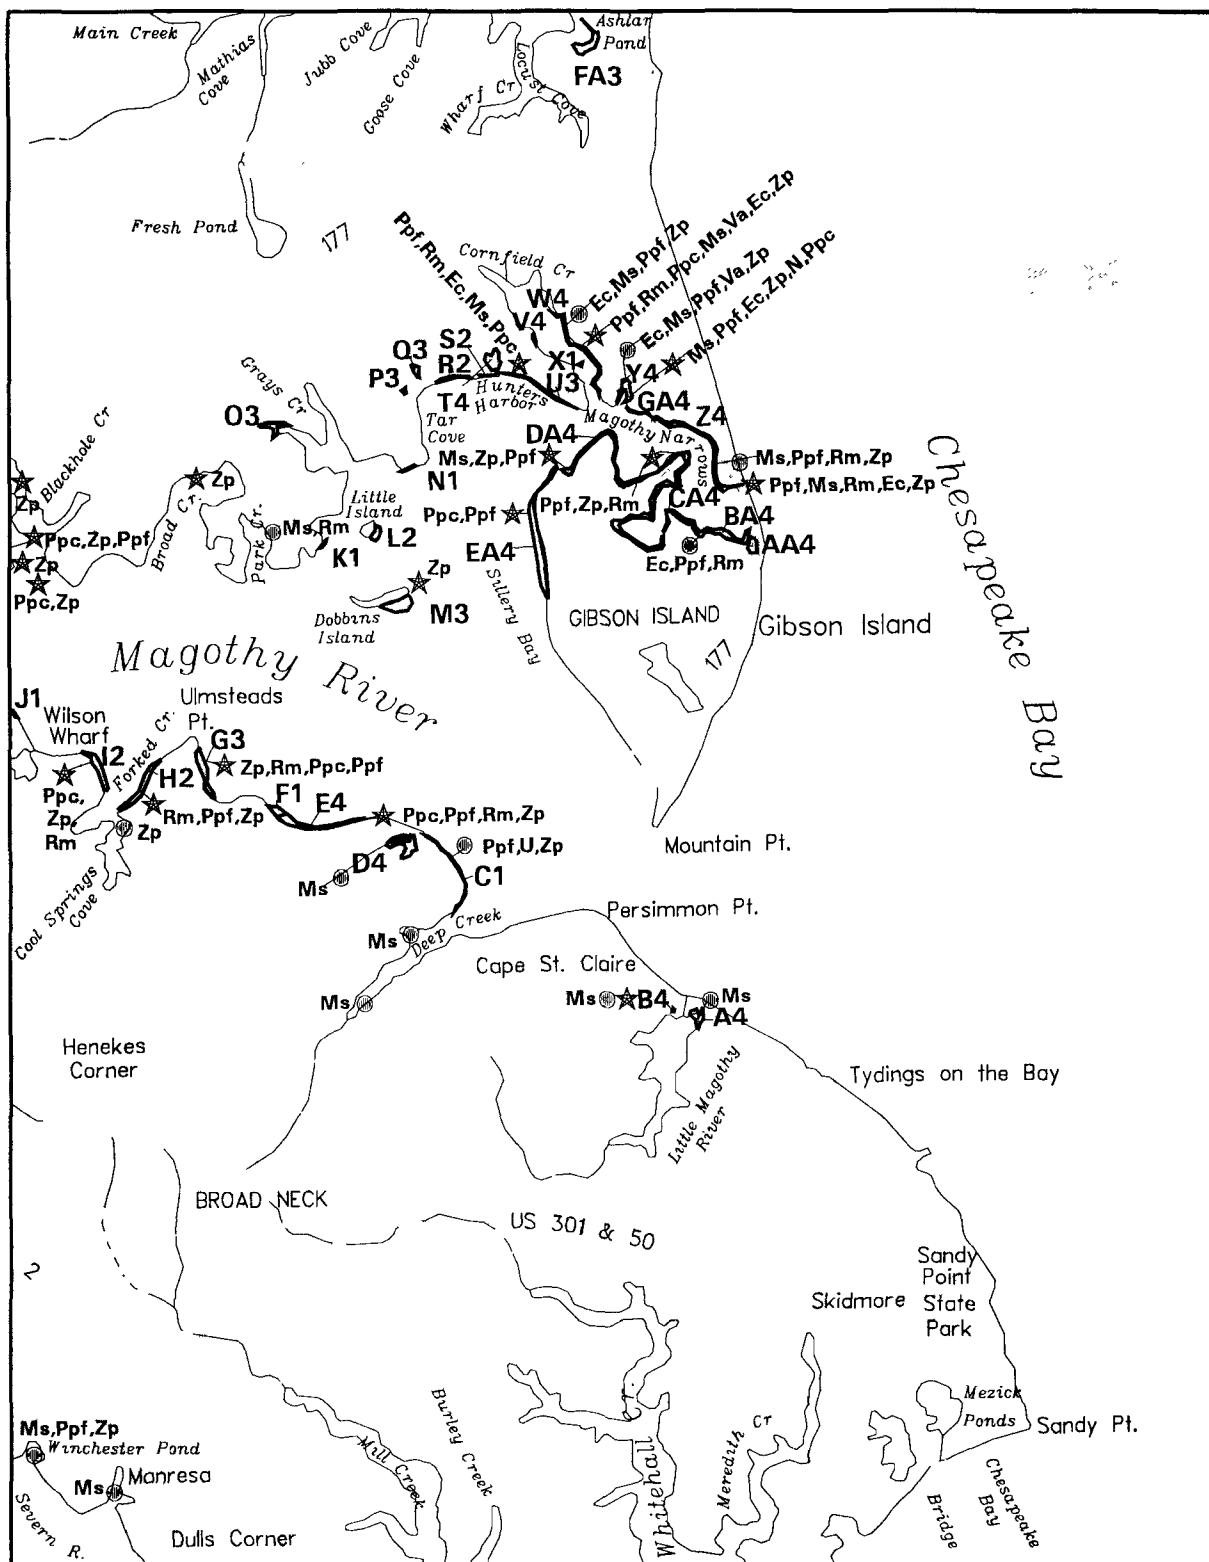 Main Creek
Mathias
Cove
Jubb Cove
Goose Cove
Wharf Cr
Locust Cove
Ashlar
Pond
FA3
Fresh Pond
177
Cornfield Cr
Ppf,Rm,Ec,Ms,Ppc
Ec,Ms,Ppf,Zp
Ppf,Rm,Ppc,Ms,Va,Ec,Zp
Ec,Ms,Ppf,Va,Zp
Ms,Ppf,Ec,Zp,N,Ppc
W4
V4
S2
R2
Q3
P3
T4
X1
U3
Y4
GA4
Z4
Hunters
Harbor
Grays Cr
O3
Tar
Cove
N1
Magothy Narrows
DA4
Ms,Zp,Ppf
Ms,Ppf,Rm,Zp
Ppf,Ms,Rm,Ec,Zp
Ppf,Zp,Rm
CA4
BA4
AA4
Ec,Ppf,Rm
Ppc,Ppf
EA4
Blackhole Cr
Zp
Ppc,Zp,Ppf
Zp
Ppc,Zp
Broad Cr.
Zp
Park Cr.
Ms,Rm
K1
Little
Island
L2
Zp
M3
Dobbins
Island
Sillery Bay
GIBSON ISLAND
Gibson Island
177
Chesapeake Bay
Magothy River
J1
Wilson
Wharf
Ulmsteads
Pt.
I2
Forked Cr.
H2
G3
Zp,Rm,Ppc,Ppf
Ppc,
Zp,
Rm
Rm,Ppf,Zp
Zp
F1
E4
Ppc,Ppf,Rm,Zp
Ppf,U,Zp
D4
Ms
C1
Cool Springs
Cove
Mountain Pt.
Ms
Deep Creek
Persimmon Pt.
Cape St. Claire
Ms
Ms
B4
Ms
A4
Henekes
Corner
Little Magothy
River
Tydings on the Bay
BROAD NECK
US 301 & 50
2
Sandy
Point
State
Park
Skidmore
Mezick
Ponds
Sandy Pt.
Ms,Ppf,Zp
Winchester Pond
Ms
Manresa
Severn R.
Dulls Corner
Mill Creek
Burley Creek
Whitehall Cr.
Meredith Cr
Chesapeake
Bay
Bridge